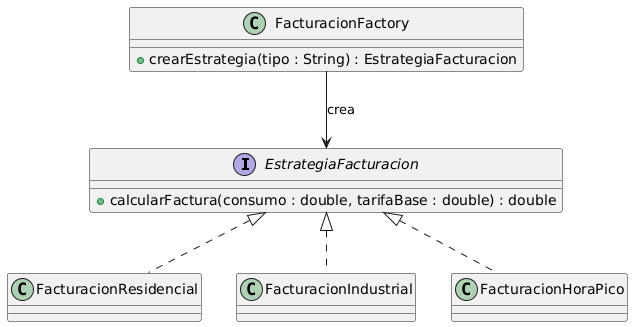 C FacturacionFactory
crearEstrategia(tipo : String) : EstrategiaFacturacion
crea
I EstrategiaFacturacion
calcularFactura(consumo : double, tarifaBase : double) : double
C FacturacionResidencial
C FacturacionIndustrial
C FacturacionHoraPico